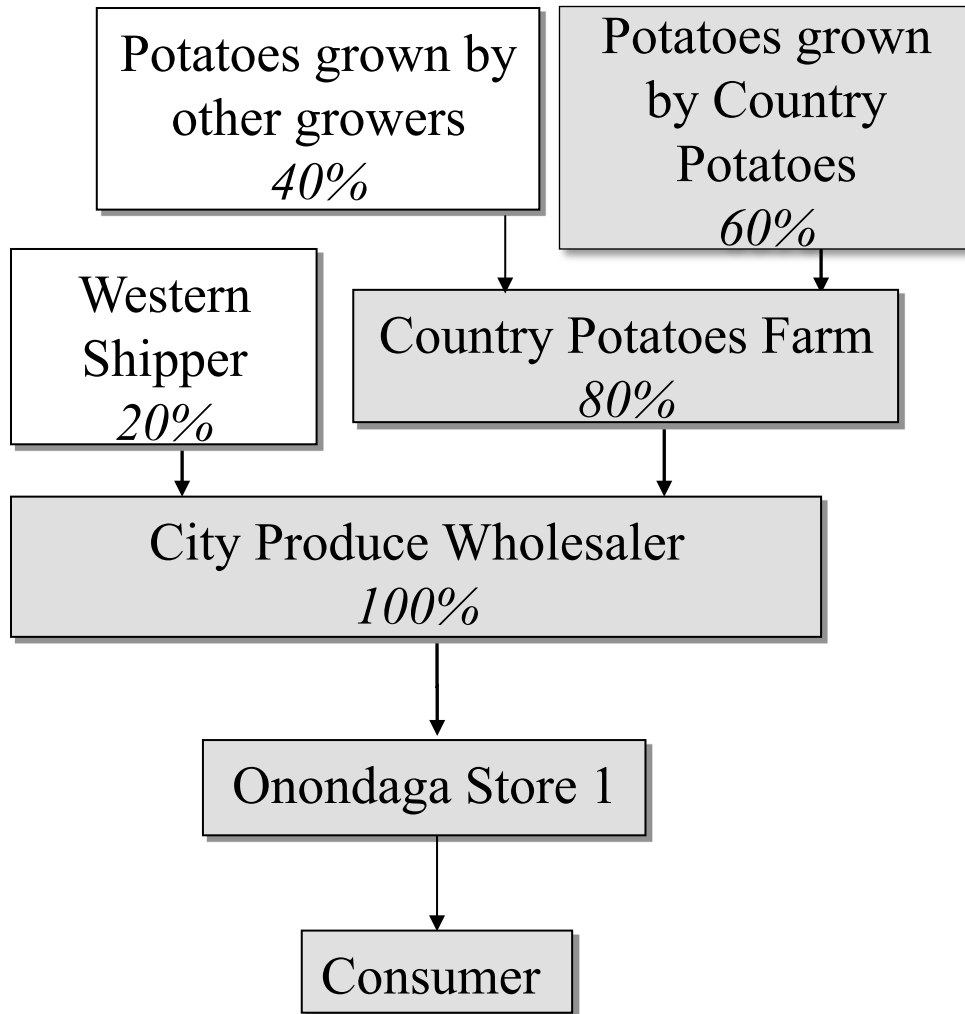 Potatoes grown by
other growers
40%
Potatoes grown
by Country
Potatoes
60%
Western
Shipper
20%
Country Potatoes Farm
80%
City Produce Wholesaler
100%
Onondaga Store 1
Consumer